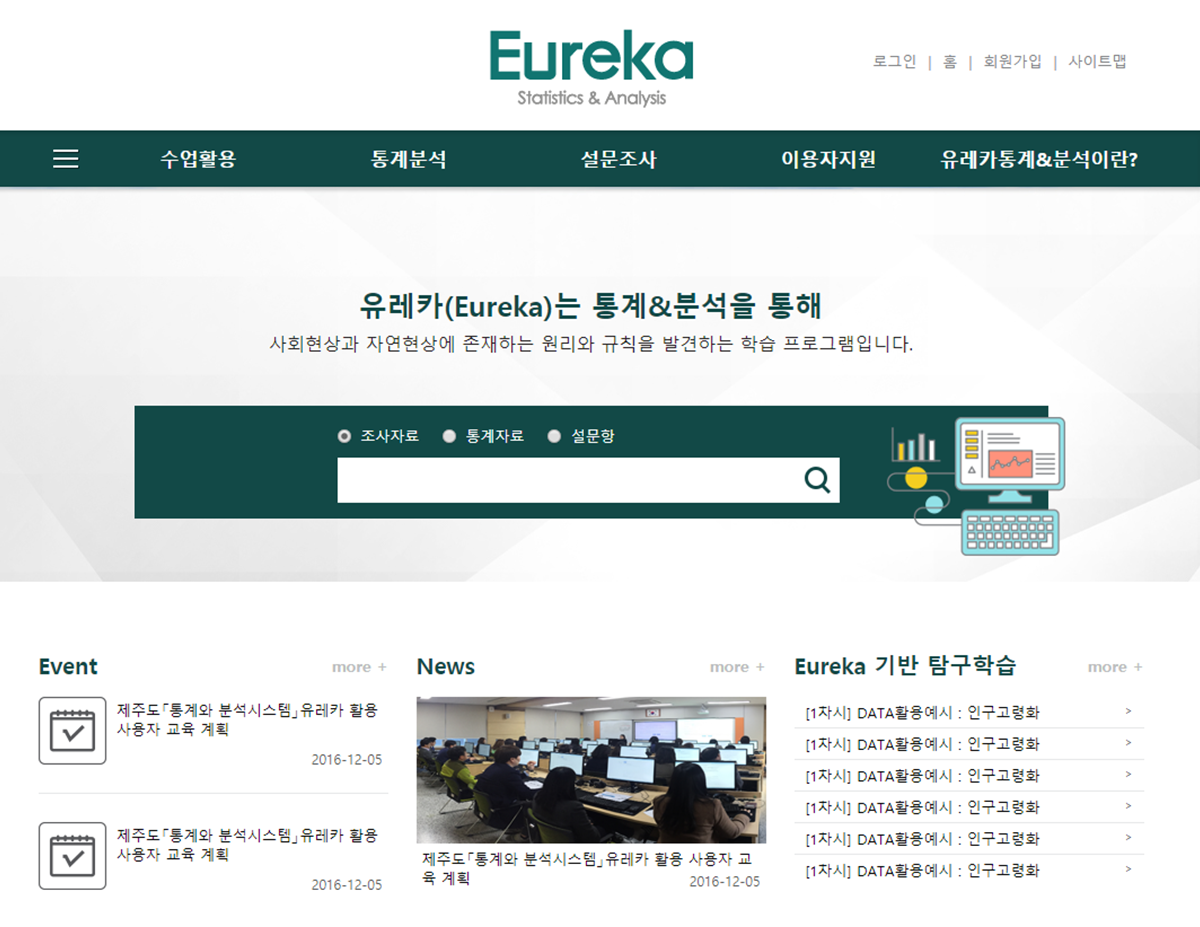 Eureka
Statistics & Analysis
로그인 | 홈 | 회원가입 | 사이트맵
수업활용 통계분석 설문조사 이용자지원 유레카통계&분석이란?
유레카(Eureka)는 통계&분석을 통해
사회현상과 자연현상에 존재하는 원리와 규칙을 발견하는 학습 프로그램입니다.
조사자료 통계자료 설문항
Event more +
제주도「통계와 분석시스템」유레카 활용
사용자 교육 계획
2016-12-05
제주도「통계와 분석시스템」유레카 활용
사용자 교육 계획
2016-12-05
News more +
제주도「통계와 분석시스템」유레카 활용 사용자 교
육 계획 2016-12-05
Eureka 기반 탐구학습 more +
[1차시] DATA활용예시 : 인구고령화 >
[1차시] DATA활용예시 : 인구고령화 >
[1차시] DATA활용예시 : 인구고령화 >
[1차시] DATA활용예시 : 인구고령화 >
[1차시] DATA활용예시 : 인구고령화 >
[1차시] DATA활용예시 : 인구고령화 >